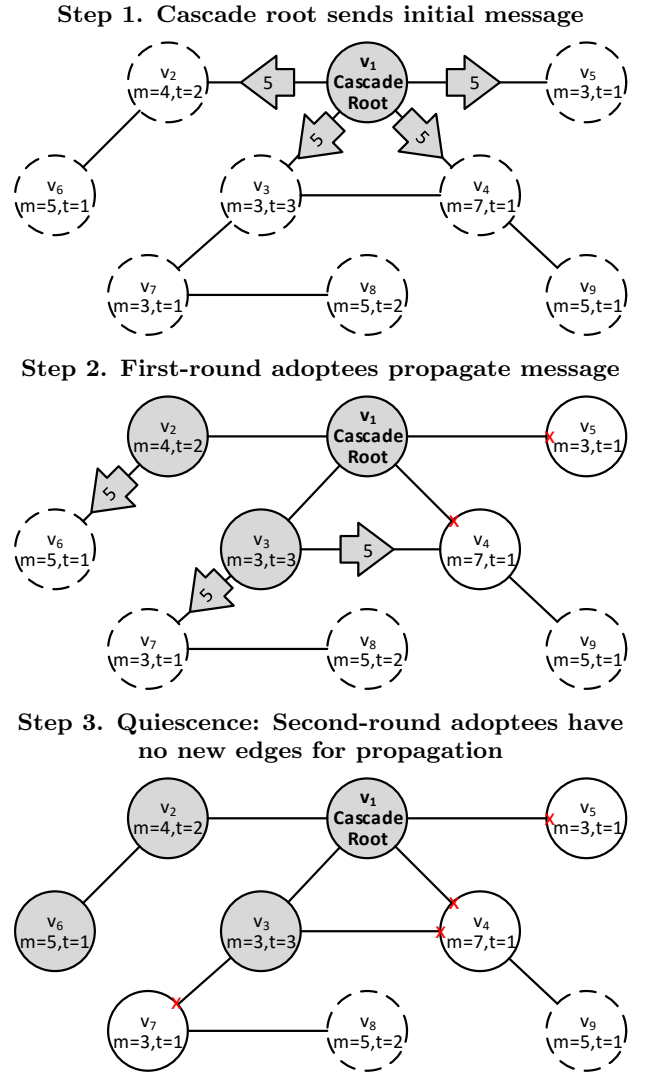 Step 1. Cascade root sends initial message
v2
m=4,t=2
5
v1
Cascade
Root
5
v5
m=3,t=1
5
5
v6
m=5,t=1
v3
m=3,t=3
v4
m=7,t=1
v7
m=3,t=1
v8
m=5,t=2
v9
m=5,t=1
Step 2. First-round adoptees propagate message
v2
m=4,t=2
v1
Cascade
Root
x
v5
m=3,t=1
5
x
v6
m=5,t=1
v3
m=3,t=3
5
v4
m=7,t=1
5
v7
m=3,t=1
v8
m=5,t=2
v9
m=5,t=1
Step 3. Quiescence: Second-round adoptees have
no new edges for propagation
v2
m=4,t=2
v1
Cascade
Root
x
v5
m=3,t=1
x
v6
m=5,t=1
v3
m=3,t=3
x
v4
m=7,t=1
x
v7
m=3,t=1
v8
m=5,t=2
v9
m=5,t=1